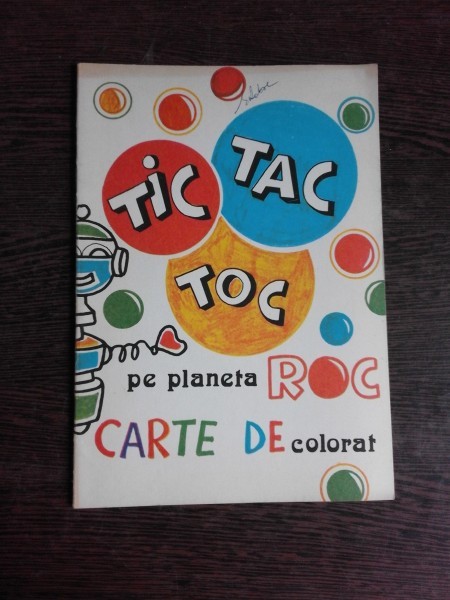 TiC
TAC
TOC
pe planeta ROC
CARTE DE colorat